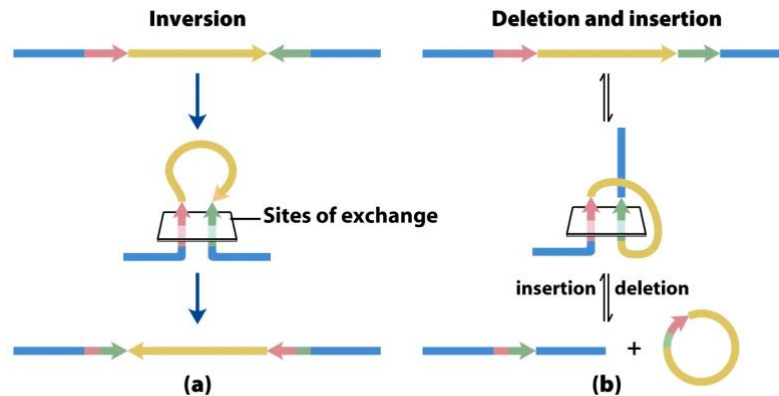 Inversion
Deletion and insertion
Sites of exchange
insertion
deletion
+
(a)
(b)